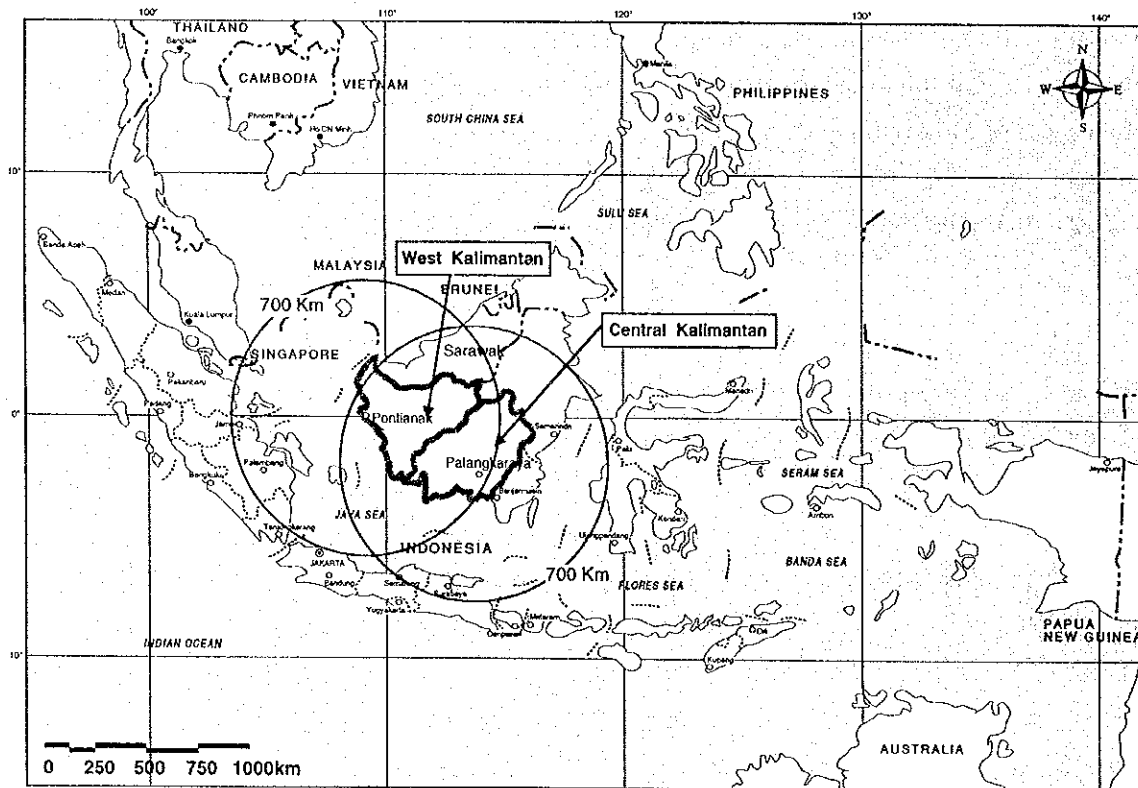 100°
110°
120°
130°
140°
THAILAND
Bangkok
CAMBODIA
VIETNAM
Phnom Penh
Ho Chi Minh
SOUTH CHINA SEA
Manila
PHILIPPINES
N
W
E
S
10°
SULU SEA
Banda Aceh
Medan
MALAYSIA
West Kalimantan
BRUNEI
700 Km
Kuala Lumpur
Central Kalimantan
SINGAPORE
Sarawak
Pakanbaru
Manado
Padang
0°
Pontianak
Jambi
Samarinda
Palu
Palembang
Palangkaraya
Bengkulu
Banjarmasin
SERAM SEA
Jayapura
JAVA SEA
Kendari
Ambon
Ujungpandang
INDONESIA
BANDA SEA
JAKARTA
700 Km
FLORES SEA
Bandung
Semarang
Surabaya
Yogyakarta
Mataram
Denpasar
Dili
PAPUA
NEW GUINEA
INDIAN OCEAN
10°
Kupang
AUSTRALIA
0 250 500 750 1000km